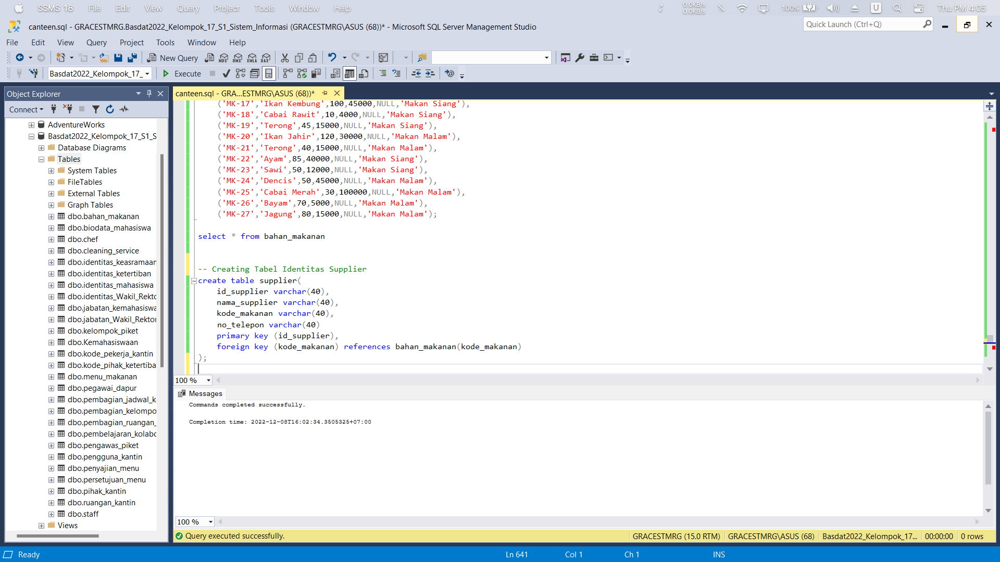 SSMS 18 File Edit View Query Project Tools Window Help 0.0KB/s 0.0KB/s 100% U Thu PM 4:05
canteen.sql - GRACESTMRG.Basdat2022_Kelompok_17_S1_Sistem_Informasi (GRACESTMRG\ASUS (68))* - Microsoft SQL Server Management Studio
Quick Launch (Ctrl+Q)
File Edit View Query Project Tools Window Help
New Query MDX DMX XMLA DAX
Basdat2022_Kelompok_17_ Execute
Object Explorer
Connect
AdventureWorks
Basdat2022_Kelompok_17_S1_S
Database Diagrams
Tables
System Tables
FileTables
External Tables
Graph Tables
dbo.bahan_makanan
dbo.biodata_mahasiswa
dbo.chef
dbo.cleaning_service
dbo.identitas_keasramaan
dbo.identitas_ketertiban
dbo.identitas_mahasiswa
dbo.identitas_Wakil_Rekto
dbo.jabatan_kemahasiswa
dbo.jabatan_Wakil_Rektor
dbo.kelompok_piket
dbo.Kemahasiswaan
dbo.kode_pekerja_kantin
dbo.kode_pihak_ketertiba
dbo.menu_makanan
dbo.pegawai_dapur
dbo.pembagian_jadwal_k
dbo.pembagian_kelompo
dbo.pembagian_ruangan_
dbo.pembelajaran_kolabo
dbo.pengawas_piket
dbo.pengguna_kantin
dbo.penyajian_menu
dbo.persetujuan_menu
dbo.pihak_kantin
dbo.ruangan_kantin
dbo.staff
Views
canteen.sql - GRA...ESTMRG\ASUS (68))*
('MK-17','Ikan Kembung',100,45000,NULL,'Makan Siang'),
('MK-18','Cabai Rawit',10,4000,NULL,'Makan Siang'),
('MK-19','Terong',45,15000,NULL,'Makan Siang'),
('MK-20','Ikan Jahir',120,30000,NULL,'Makan Malam'),
('MK-21','Terong',40,15000,NULL,'Makan Malam'),
('MK-22','Ayam',85,40000,NULL,'Makan Siang'),
('MK-23','Sawi',50,12000,NULL,'Makan Siang'),
('MK-24','Dencis',50,45000,NULL,'Makan Malam'),
('MK-25','Cabai Merah',30,100000,NULL,'Makan Malam'),
('MK-26','Bayam',70,5000,NULL,'Makan Malam'),
('MK-27','Jagung',80,15000,NULL,'Makan Malam');
select * from bahan_makanan
-- Creating Tabel Identitas Supplier
create table supplier(
id_supplier varchar(40),
nama_supplier varchar(40),
kode_makanan varchar(40),
no_telepon varchar(40)
primary key (id_supplier),
foreign key (kode_makanan) references bahan_makanan(kode_makanan)
);
100 %
Messages
Commands completed successfully.
Completion time: 2022-12-08T16:02:34.3505325+07:00
100 %
Query executed successfully. GRACESTMRG (15.0 RTM) GRACESTMRG\ASUS (68) Basdat2022_Kelompok_17... 00:00:00 0 rows
Ready Ln 641 Col 1 Ch 1 INS